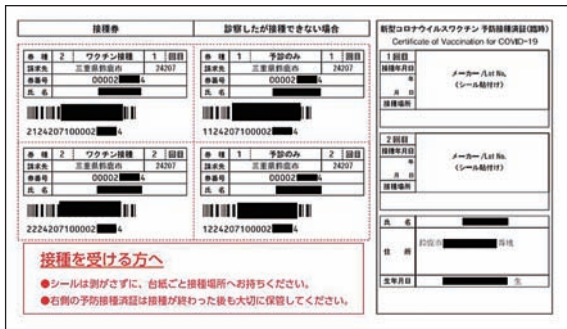 接種券
診察したが接種できない場合
券 種 2 ワクチン接種 1 回目
請求先 三重県鈴鹿市 24207
券番号 00002 4
氏 名
2124207100002 4
券 種 1 予診のみ 1 回目
請求先 三重県鈴鹿市 24207
券番号 00002 4
氏 名
1124207100002 4
券 種 2 ワクチン接種 2 回目
請求先 三重県鈴鹿市 24207
券番号 00002 4
氏 名
2224207100002 4
券 種 1 予診のみ 2 回目
請求先 三重県鈴鹿市 24207
券番号 00002 4
氏 名
1224207100002 4
接種を受ける方へ
●シールは剥がさずに、台紙ごと接種場所へお持ちください。
●右側の予防接種済証は接種が終わった後も大切に保管してください。
新型コロナウイルスワクチン 予防接種済証(臨時)
Certificate of Vaccination for COVID-19
1回目
接種年月日
年
月 日
接種場所
メーカー/Lot No.
(シール貼付け)
2回目
接種年月日
年
月 日
接種場所
メーカー/Lot No.
(シール貼付け)
氏 名
住 所
鈴鹿市 番地
生年月日 生